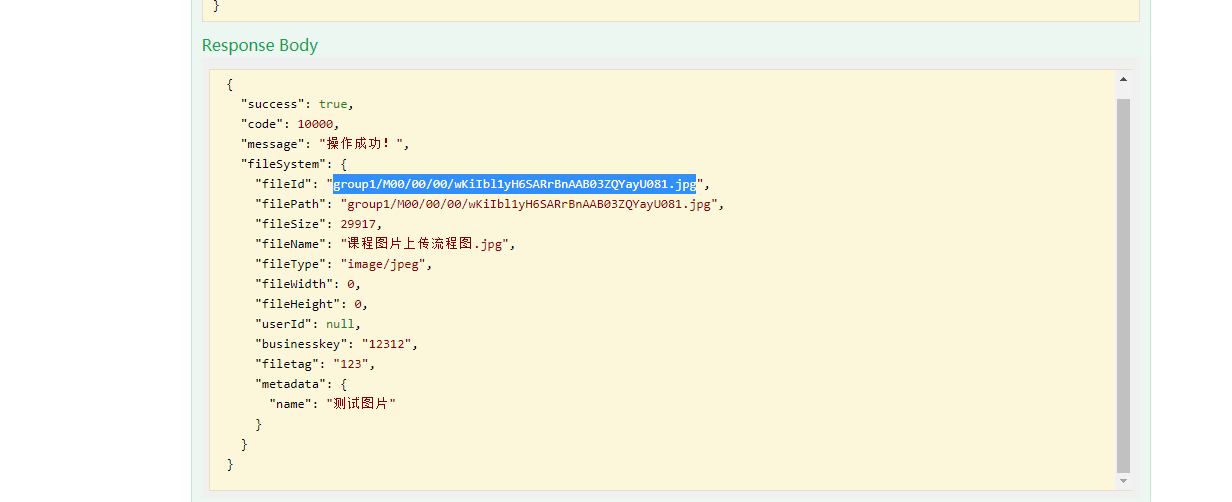 }
Response Body
{
"success": true,
"code": 10000,
"message": "操作成功！",
"fileSystem": {
"fileId": "group1/M00/00/00/wKiIbl1yH6SARrBnAAB03ZQYayU081.jpg",
"filePath": "group1/M00/00/00/wKiIbl1yH6SARrBnAAB03ZQYayU081.jpg",
"fileSize": 29917,
"fileName": "课程图片上传流程图.jpg",
"fileType": "image/jpeg",
"fileWidth": 0,
"fileHeight": 0,
"userId": null,
"businesskey": "12312",
"filetag": "123",
"metadata": {
"name": "测试图片"
}
}
}